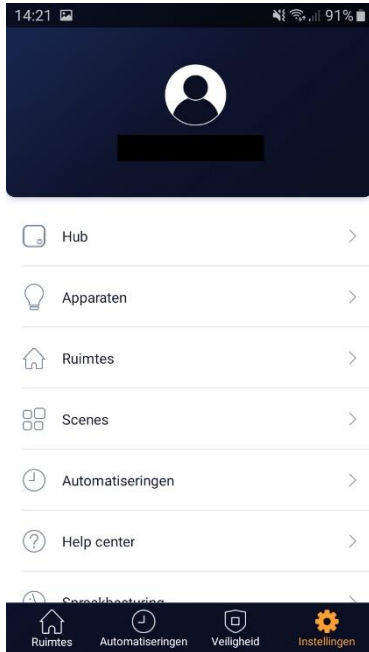 14:21 91%
Hub
Apparaten
Ruimtes
Scenes
Automatiseringen
Help center
Ruimtes Automatiseringen Veiligheid Instellingen